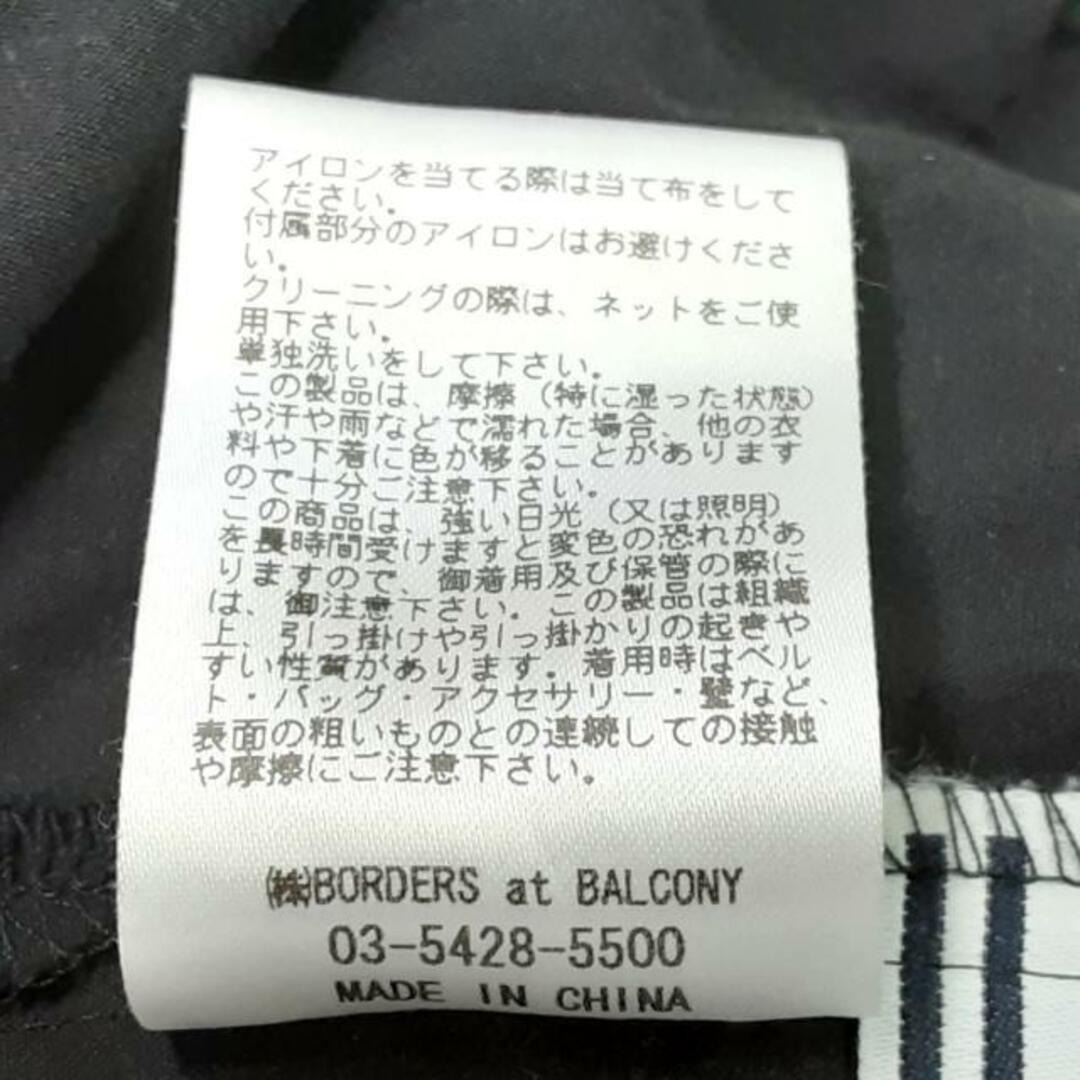 アイロンを当てる際は当て布をして
ください。
付属部分のアイロンはお避けくださ
い。
クリーニングの際は、ネットをご使
用下さい。
単独洗いをして下さい。
この製品は、摩擦（特に湿った状態）
や汗や雨などで濡れた場合、他の衣
料や下着に色が移ることがあります
ので十分ご注意下さい。
この商品は、強い日光（又は照明）
を長時間受けますと変色の恐れがあ
りますので、御着用及び保管の際に
は、御注意下さい。この製品は組織
上、引っ掛けや引っ掛かりの起きや
すい性質があります。着用時はベル
ト・バッグ・アクセサリー・壁など、
表面の粗いものとの連続しての接触
や摩擦にご注意下さい。
㈱BORDERS at BALCONY
03-5428-5500
MADE IN CHINA